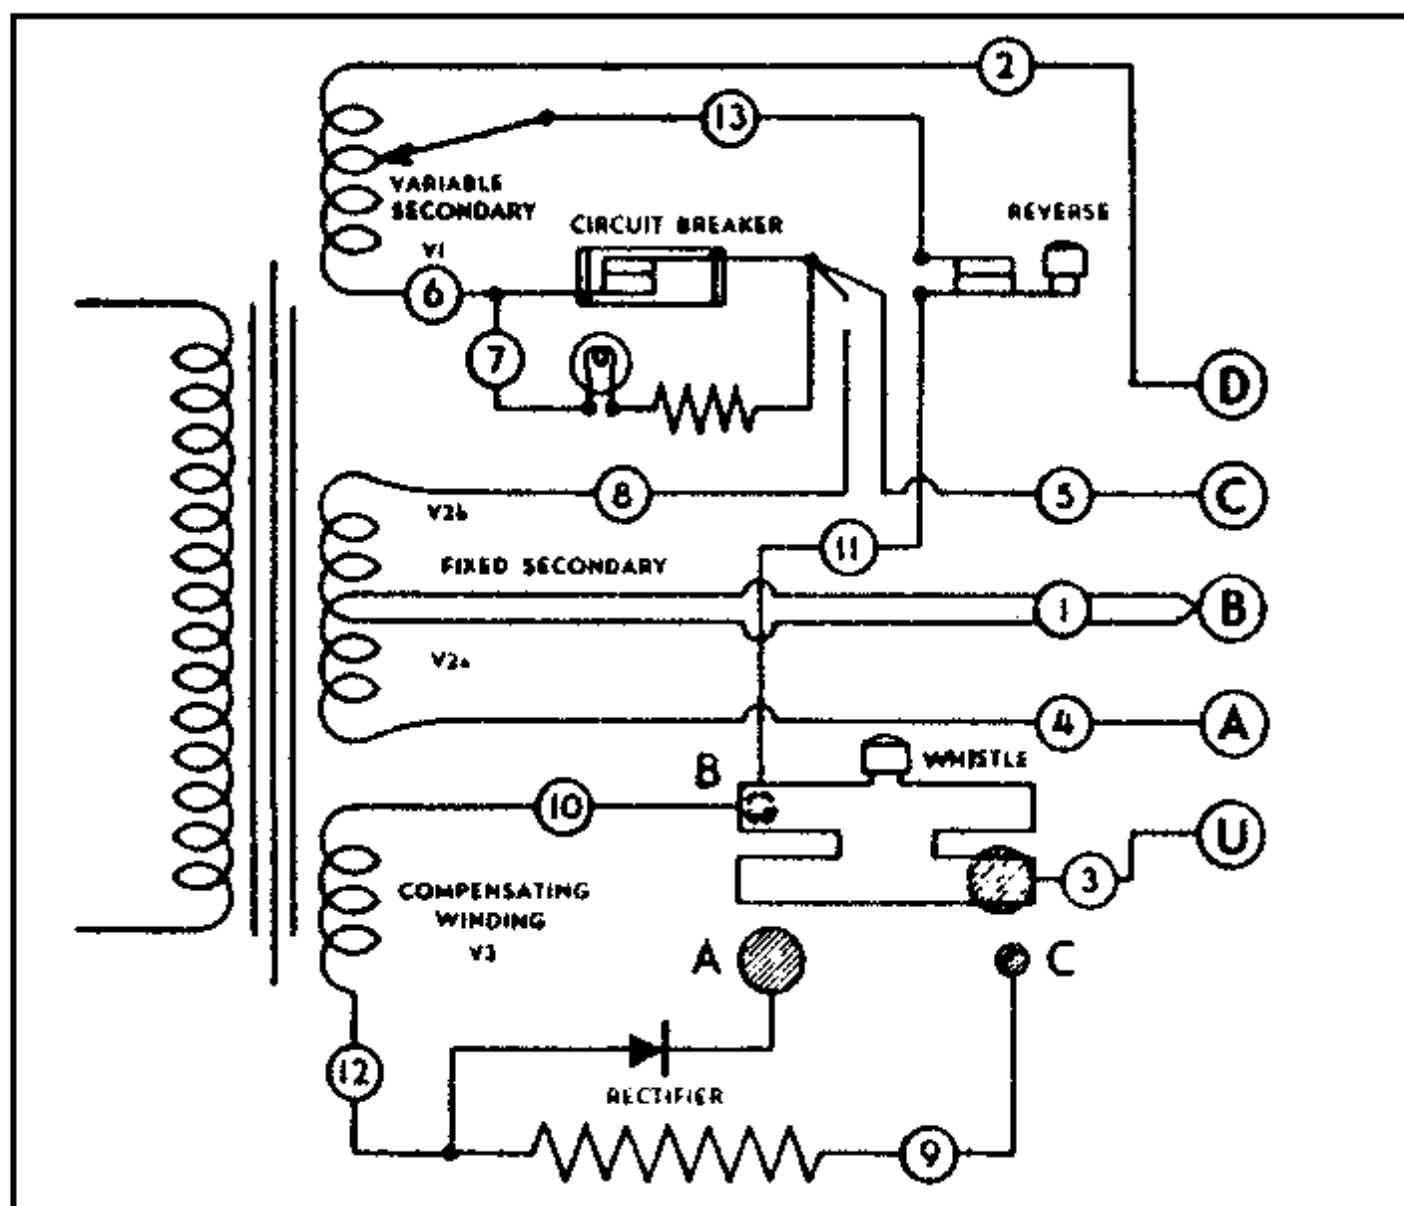 2
13
VARIABLE
SECONDARY
V1
CIRCUIT BREAKER
REVERSE
6
7
D
8
5
C
V2b
11
FIXED SECONDARY
1
B
V2a
4
A
B
WHISTLE
10
U
3
COMPENSATING
WINDING
V3
A
C
12
RECTIFIER
9